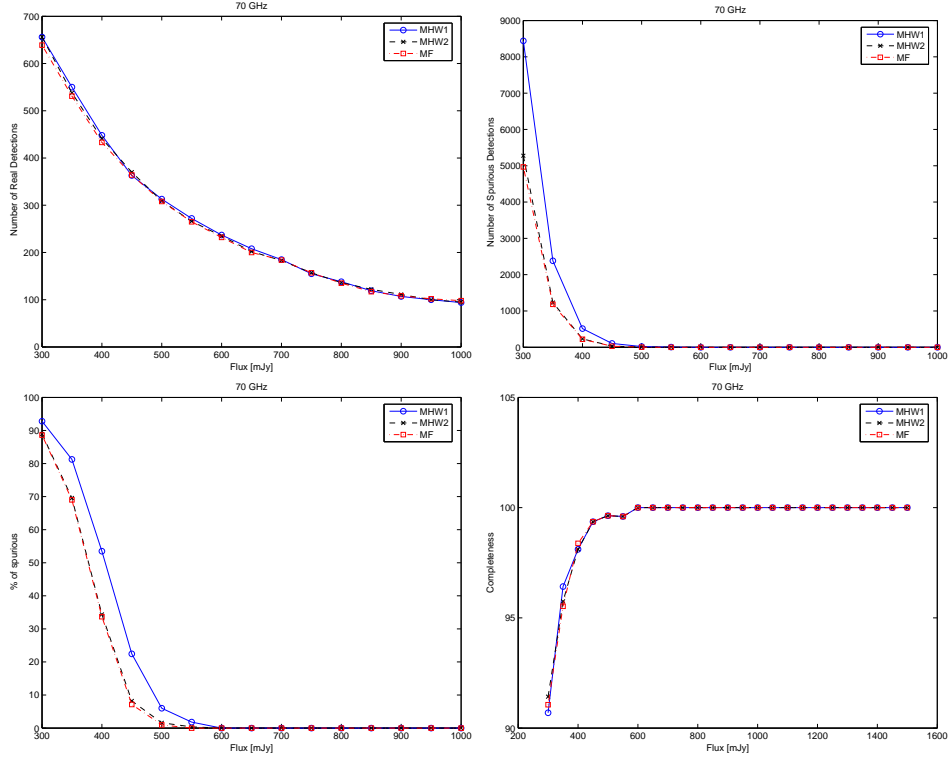 70 GHz
Number of Real Detections
700
600
500
400
300
200
100
0
300 400 500 600 700 800 900 1000
Flux [mJy]
MHW1
MHW2
MF
70 GHz
Number of Spurious Detections
9000
8000
7000
6000
5000
4000
3000
2000
1000
0
300 400 500 600 700 800 900 1000
Flux [mJy]
MHW1
MHW2
MF
70 GHz
% of spurious
100
90
80
70
60
50
40
30
20
10
0
300 400 500 600 700 800 900 1000
Flux [mJy]
MHW1
MHW2
MF
70 GHz
Completeness
105
100
95
90
200 400 600 800 1000 1200 1400 1600
Flux [mJy]
MHW1
MHW2
MF